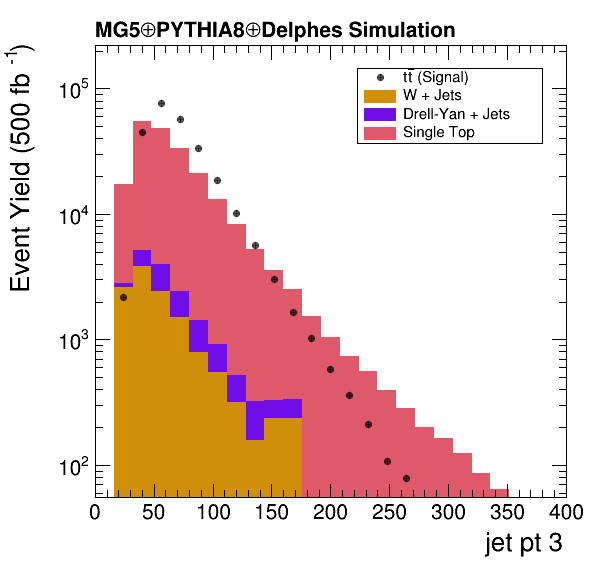 MG5⊕PYTHIA8⊕Delphes Simulation
Event Yield (500 fb⁻¹)
10⁵
10⁴
10³
10²
tt̄ (Signal)
W + Jets
Drell-Yan + Jets
Single Top
0 50 100 150 200 250 300 350 400
jet pt 3